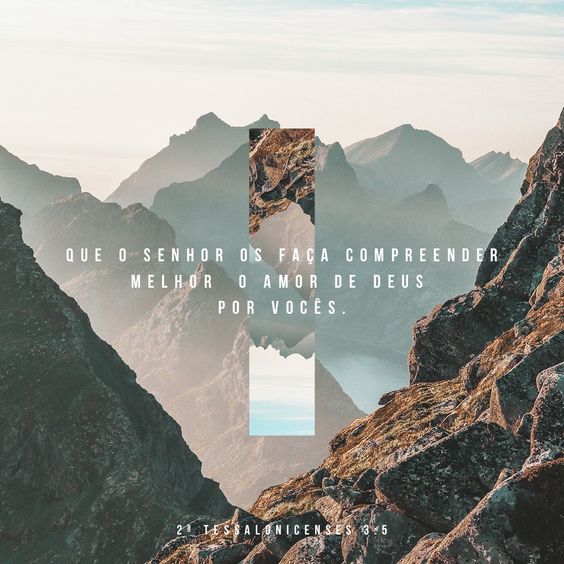 QUE O SENHOR OS FAÇA COMPREENDER
MELHOR O AMOR DE DEUS
POR VOCÊS.
2ª TESSALONICENSES 3:5